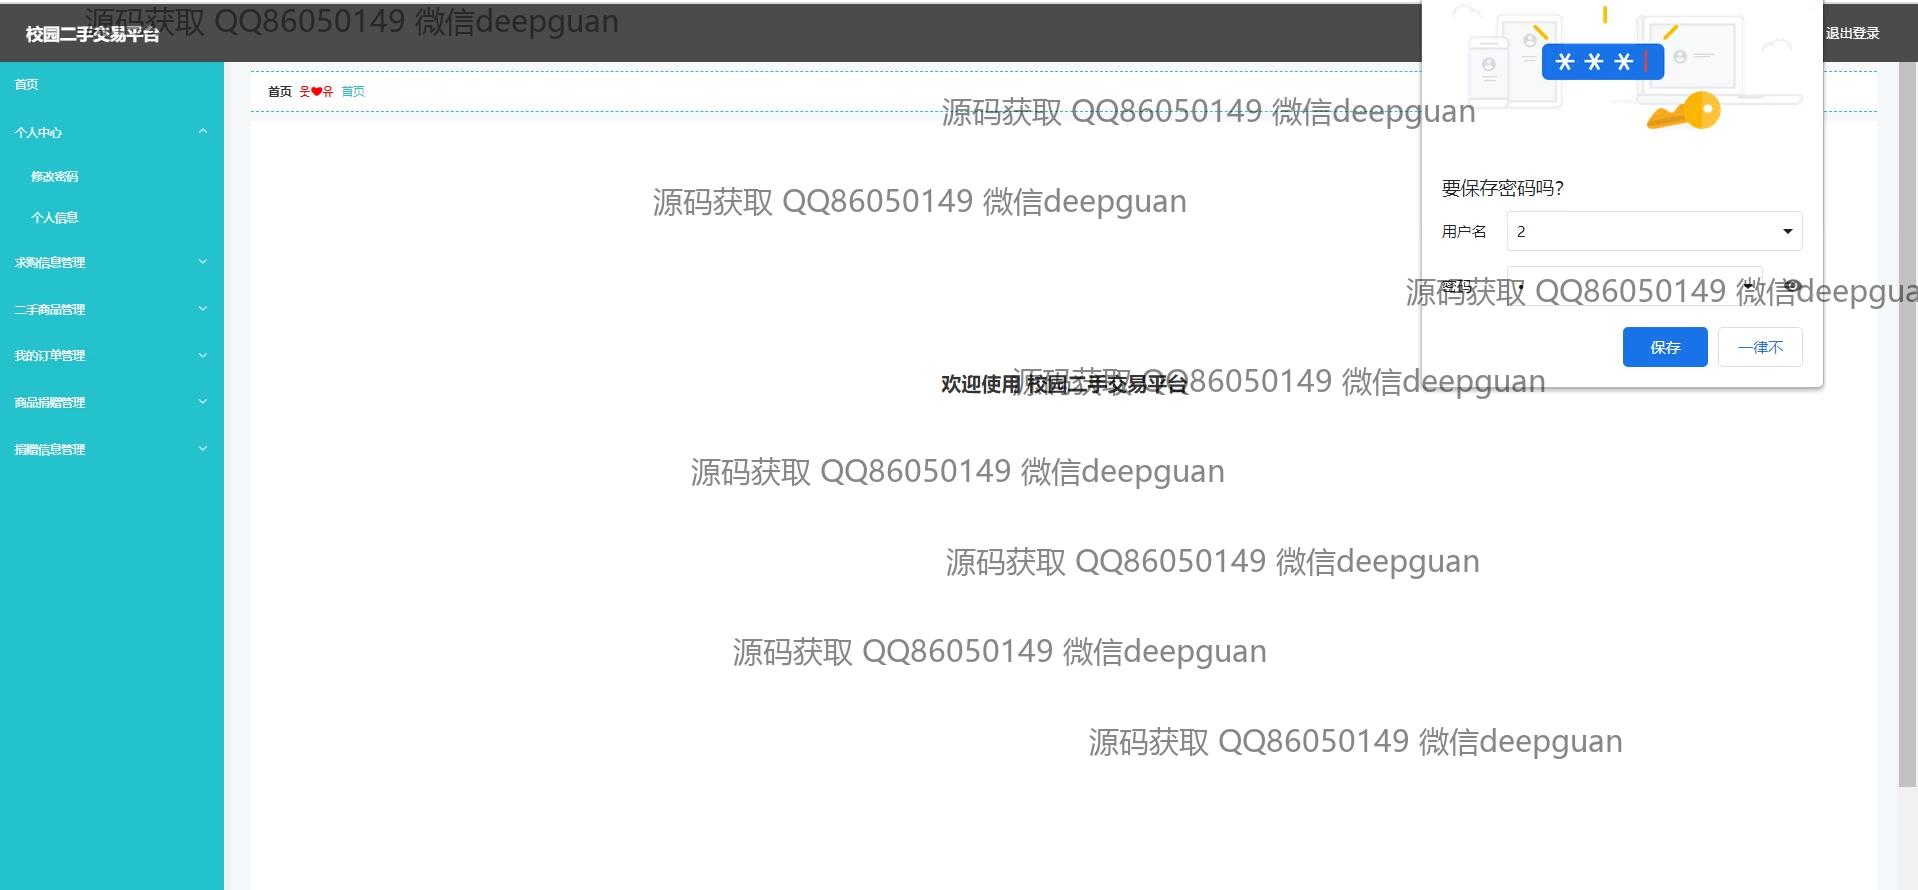 源码获取 QQ86050149 微信deepguan
校园二手交易平台
退出登录
首页
个人中心
修改密码
个人信息
求购信息管理
二手商品管理
我的订单管理
商品捐赠管理
捐赠信息管理
首页 웃❤유 首页
源码获取 QQ86050149 微信deepguan
源码获取 QQ86050149 微信deepguan
***
要保存密码吗?
用户名 2
密码 •
源码获取 QQ86050149 微信deepgua
保存 一律不
欢迎使用 校园二手交易平台
源码获取 QQ86050149 微信deepguan
源码获取 QQ86050149 微信deepguan
源码获取 QQ86050149 微信deepguan
源码获取 QQ86050149 微信deepguan
源码获取 QQ86050149 微信deepguan